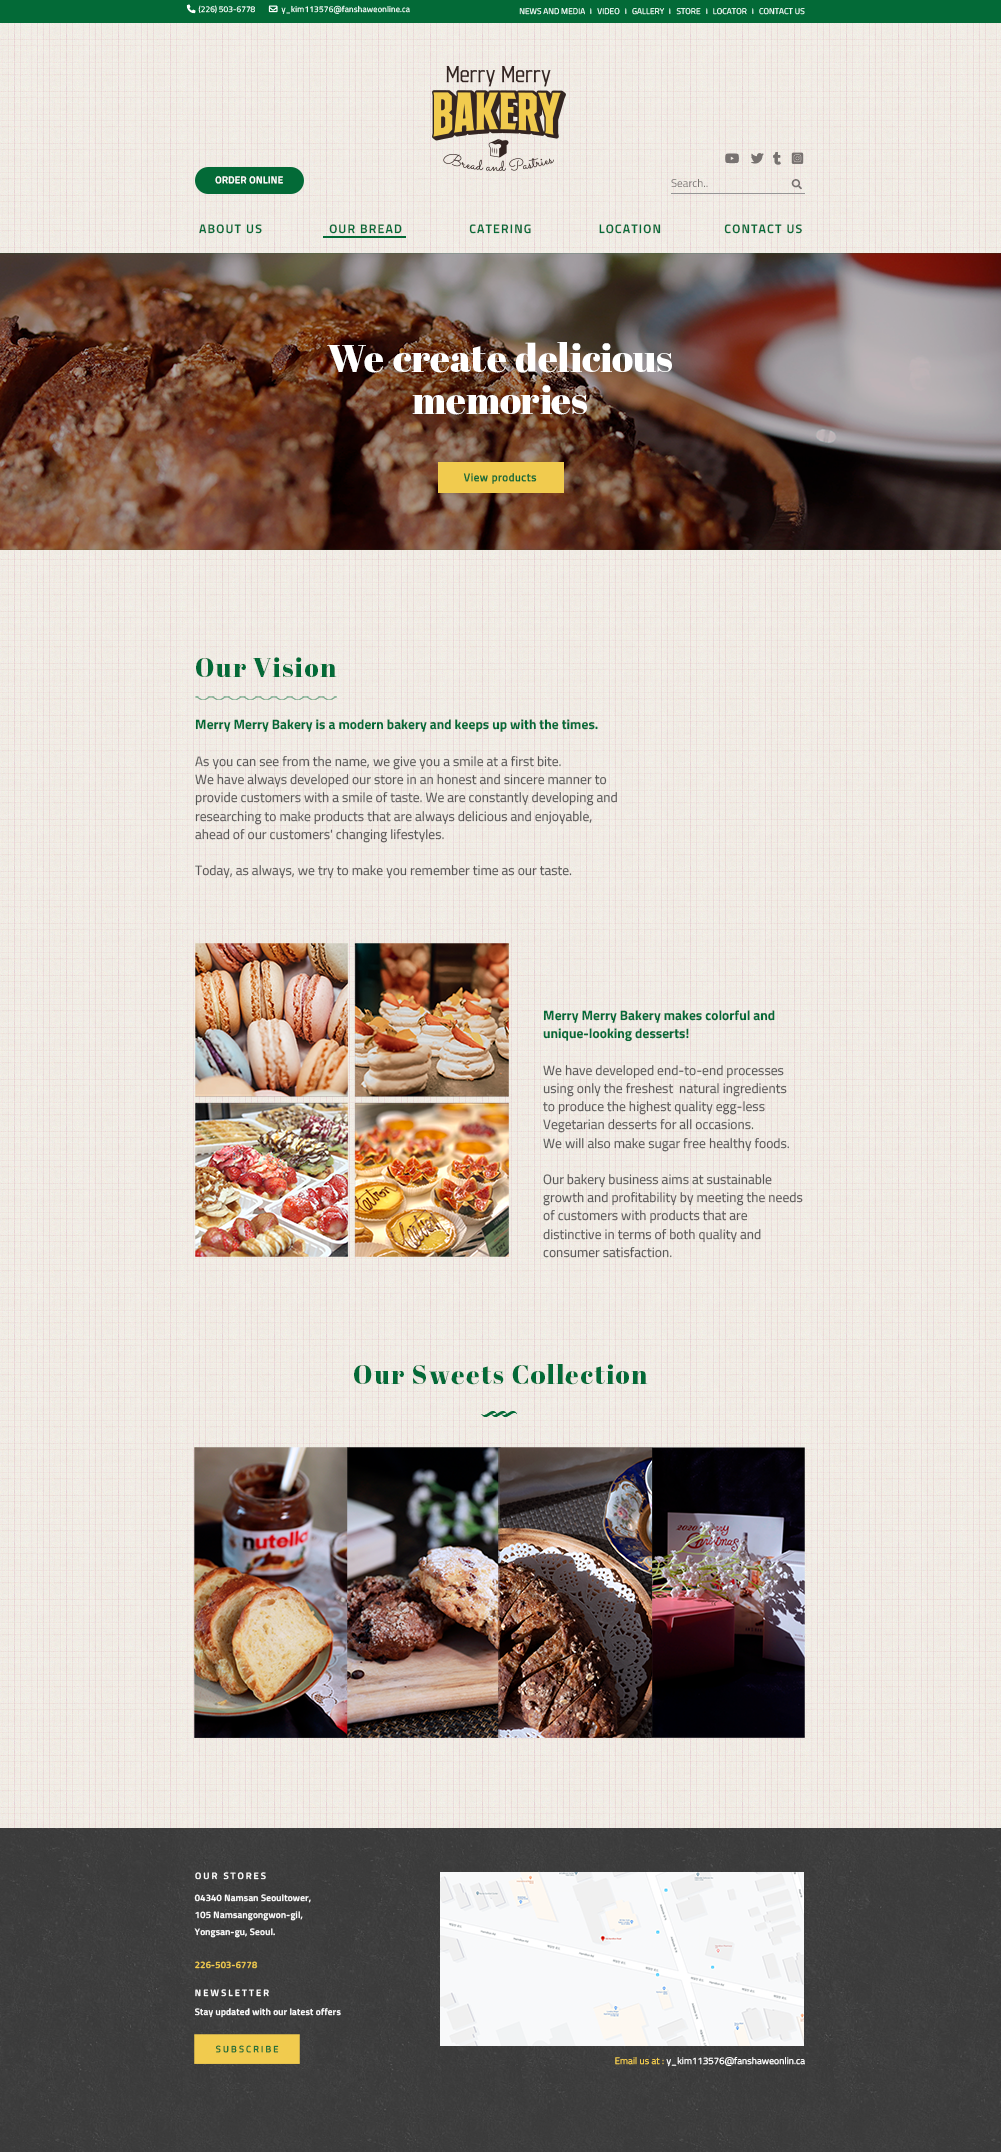 (226) 503-6778 y_kim113576@fanshaweonline.ca NEWS AND MEDIA I VIDEO I GALLERY I STORE I LOCATOR I CONTACT US
Merry Merry
BAKERY
Bread and Pastries
ORDER ONLINE
Search..
ABOUT US OUR BREAD CATERING LOCATION CONTACT US
We create delicious
memories
View products
Our Vision
Merry Merry Bakery is a modern bakery and keeps up with the times.
As you can see from the name, we give you a smile at a first bite.
We have always developed our store in an honest and sincere manner to
provide customers with a smile of taste. We are constantly developing and
researching to make products that are always delicious and enjoyable,
ahead of our customers' changing lifestyles.
Today, as always, we try to make you remember time as our taste.
Merry Merry Bakery makes colorful and
unique-looking desserts!
We have developed end-to-end processes
using only the freshest natural ingredients
to produce the highest quality egg-less
Vegetarian desserts for all occasions.
We will also make sugar free healthy foods.
Our bakery business aims at sustainable
growth and profitability by meeting the needs
of customers with products that are
distinctive in terms of both quality and
consumer satisfaction.
Our Sweets Collection
nutella
2020 Merry
Christmas
OUR STORES
04340 Namsan Seoultower,
105 Namsangongwon-gil,
Yongsan-gu, Seoul.
226-503-6778
NEWSLETTER
Stay updated with our latest offers
SUBSCRIBE
Email us at : y_kim113576@fanshaweonlin.ca